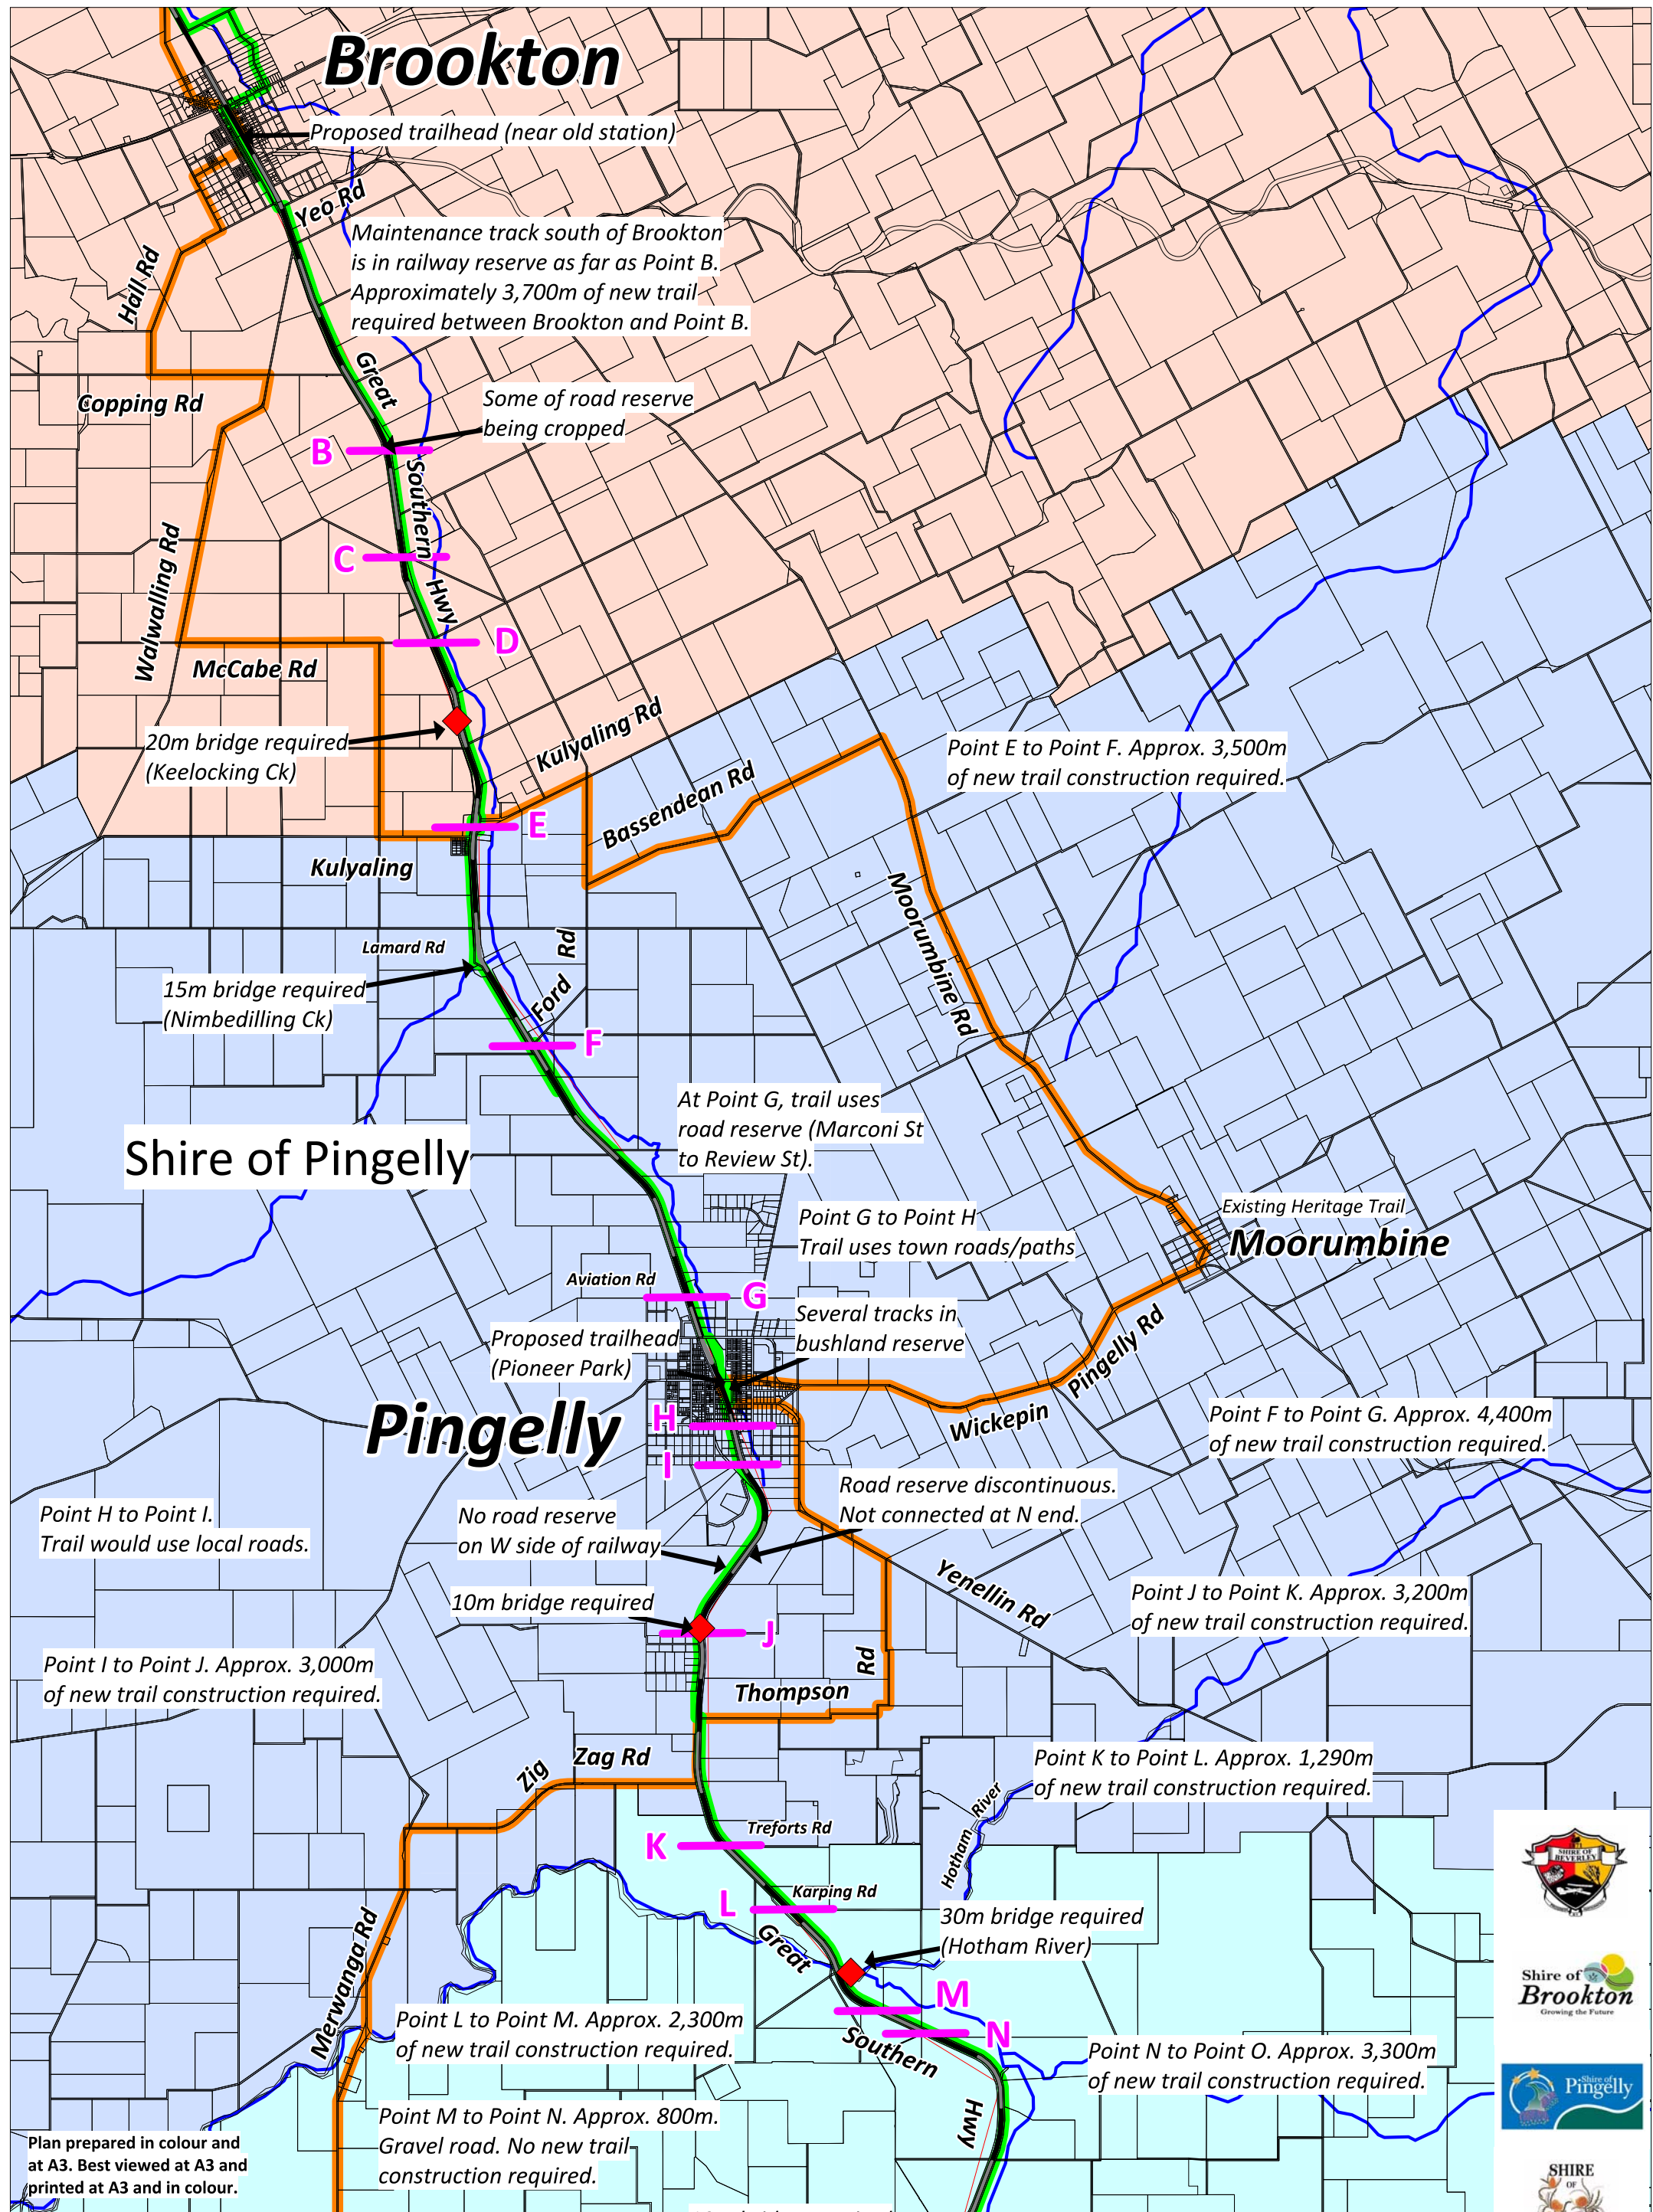 Brookton
Proposed trailhead (near old station)
Yeo Rd
Maintenance track south of Brookton
is in railway reserve as far as Point B.
Approximately 3,700m of new trail
required between Brookton and Point B.
Hall Rd
Great
Copping Rd
Some of road reserve
being cropped
B
Southern
C
Hwy
Walwalling Rd
D
McCabe Rd
20m bridge required
(Keelocking Ck)
Kulyaling Rd
Point E to Point F. Approx. 3,500m
of new trail construction required.
Bassendean Rd
E
Kulyaling
Moorumbine Rd
Lamard Rd
Rd
Ford
15m bridge required
(Nimbedilling Ck)
F
At Point G, trail uses
road reserve (Marconi St
to Review St).
Shire of Pingelly
Existing Heritage Trail
Moorumbine
Point G to Point H
Trail uses town roads/paths
Aviation Rd
G
Several tracks in
bushland reserve
Proposed trailhead
(Pioneer Park)
Pingelly Rd
Wickepin
Pingelly
H
Point F to Point G. Approx. 4,400m
of new trail construction required.
I
Road reserve discontinuous.
Not connected at N end.
Point H to Point I.
Trail would use local roads.
No road reserve
on W side of railway
Yenellin Rd
10m bridge required
Point J to Point K. Approx. 3,200m
of new trail construction required.
J
Point I to Point J. Approx. 3,000m
of new trail construction required.
Rd
Thompson
Zig
Zag Rd
Point K to Point L. Approx. 1,290m
of new trail construction required.
Hotham River
Treforts Rd
K
Karping Rd
L
Great
30m bridge required
(Hotham River)
SHIRE OF
BEVERLEY
Merwanga Rd
M
Shire of
Brookton
Growing the Future
Point L to Point M. Approx. 2,300m
of new trail construction required.
N
Southern
Point N to Point O. Approx. 3,300m
of new trail construction required.
Shire of
Pingelly
Hwy
Point M to Point N. Approx. 800m.
Gravel road. No new trail
construction required.
Plan prepared in colour and
at A3. Best viewed at A3 and
printed at A3 and in colour.
SHIRE
OF